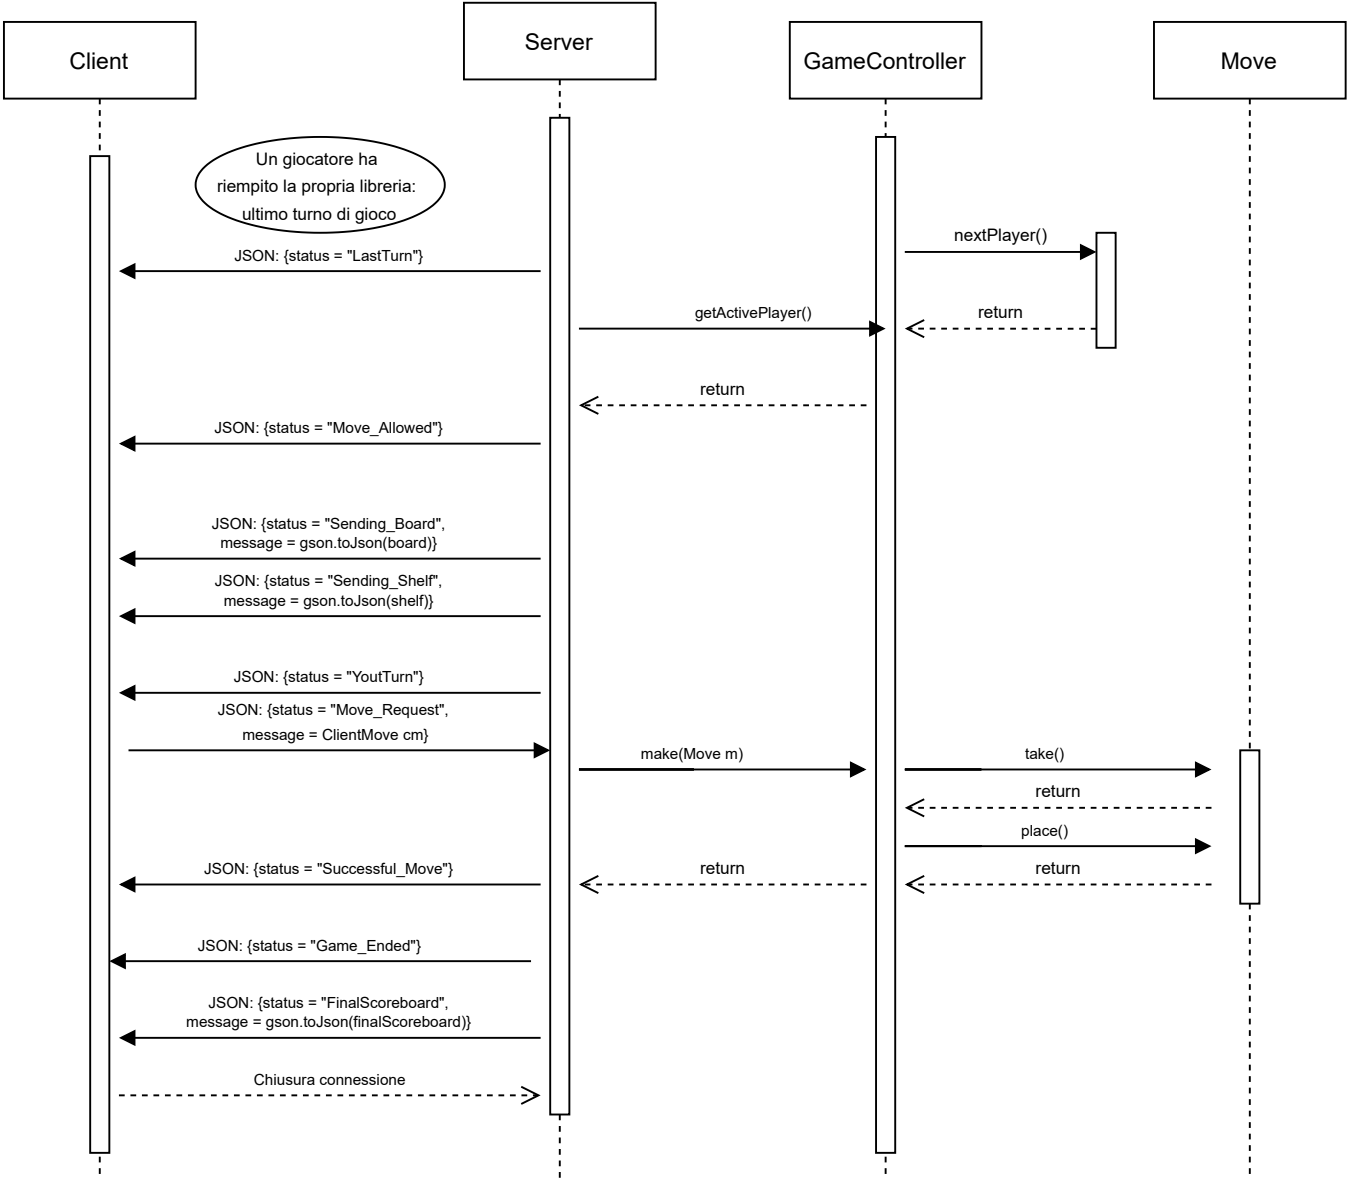 Client
Server
GameController
Move
Un giocatore ha
riempito la propria libreria:
ultimo turno di gioco
nextPlayer()
JSON: {status = "LastTurn"}
getActivePlayer()
return
return
JSON: {status = "Move_Allowed"}
JSON: {status = "Sending_Board",
message = gson.toJson(board)}
JSON: {status = "Sending_Shelf",
message = gson.toJson(shelf)}
JSON: {status = "YoutTurn"}
JSON: {status = "Move_Request",
message = ClientMove cm}
make(Move m)
take()
return
place()
JSON: {status = "Successful_Move"}
return
return
JSON: {status = "Game_Ended"}
JSON: {status = "FinalScoreboard",
message = gson.toJson(finalScoreboard)}
Chiusura connessione